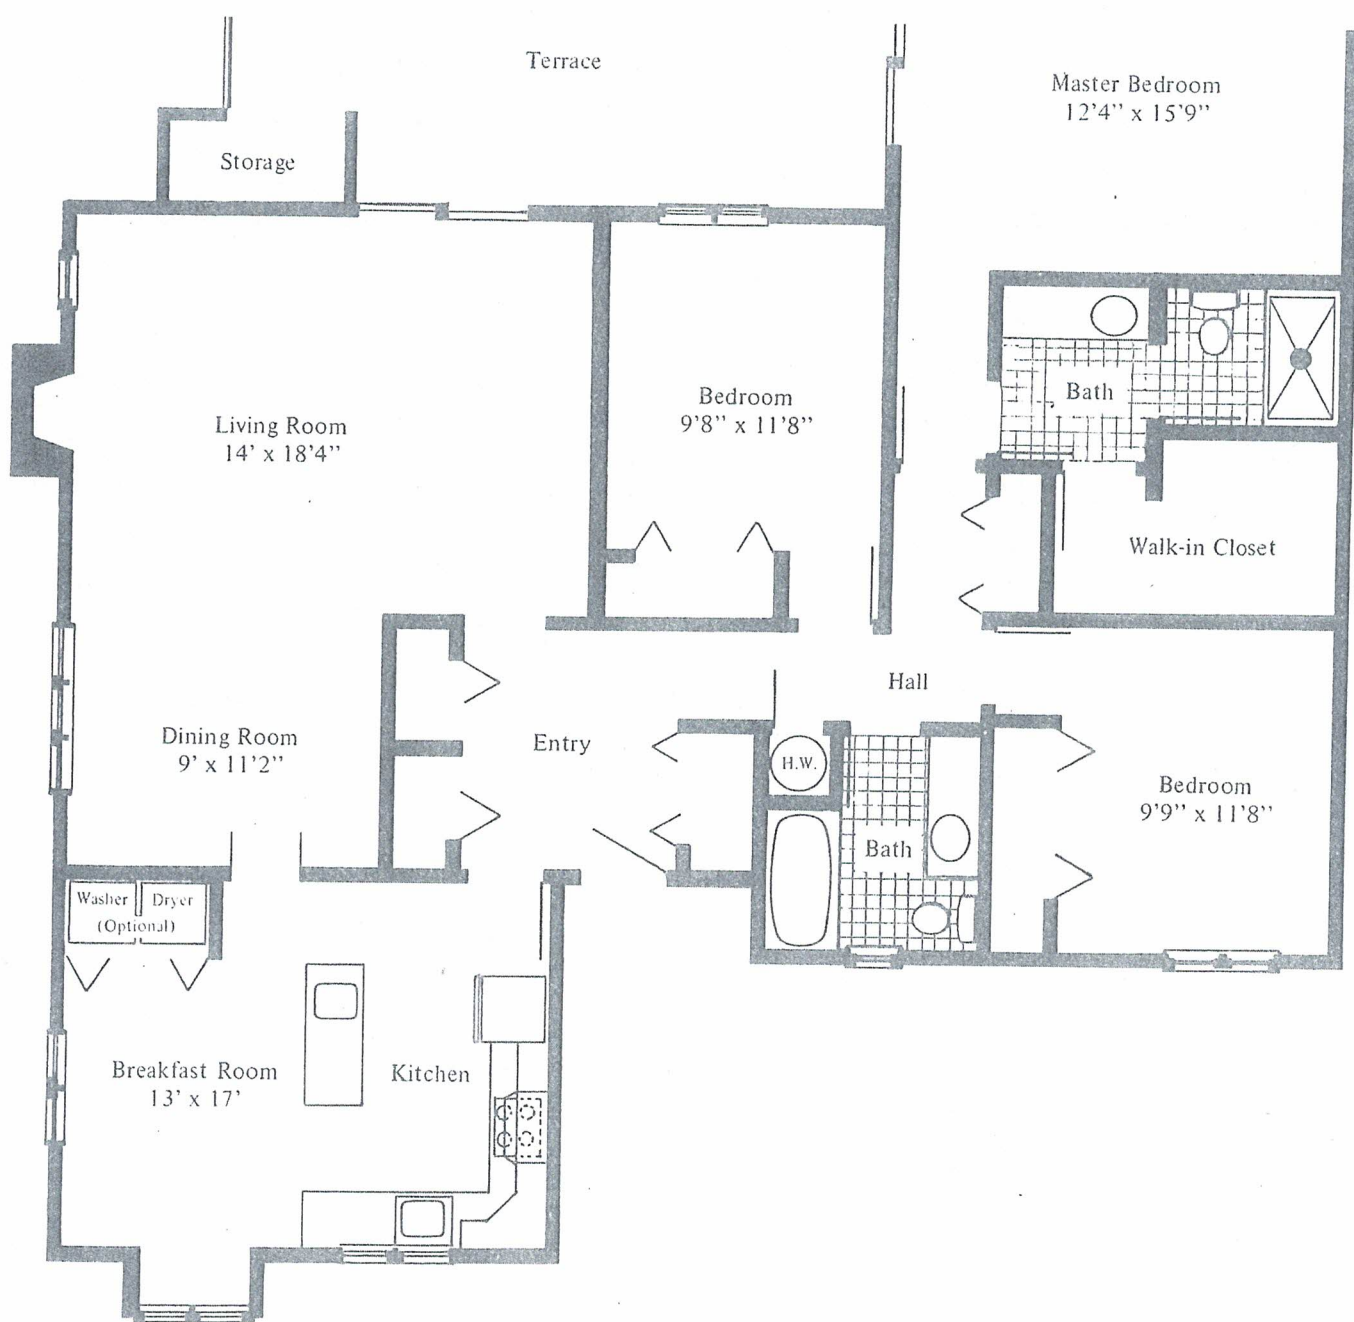 Terrace
Master Bedroom
12'4" x 15'9"
Storage
Bedroom
9'8" x 11'8"
Bath
Living Room
14' x 18'4"
Walk-in Closet
Hall
Dining Room
9' x 11'2"
Entry
H.W.
Bedroom
9'9" x 11'8"
Bath
Washer Dryer
(Optional)
Breakfast Room
13' x 17'
Kitchen